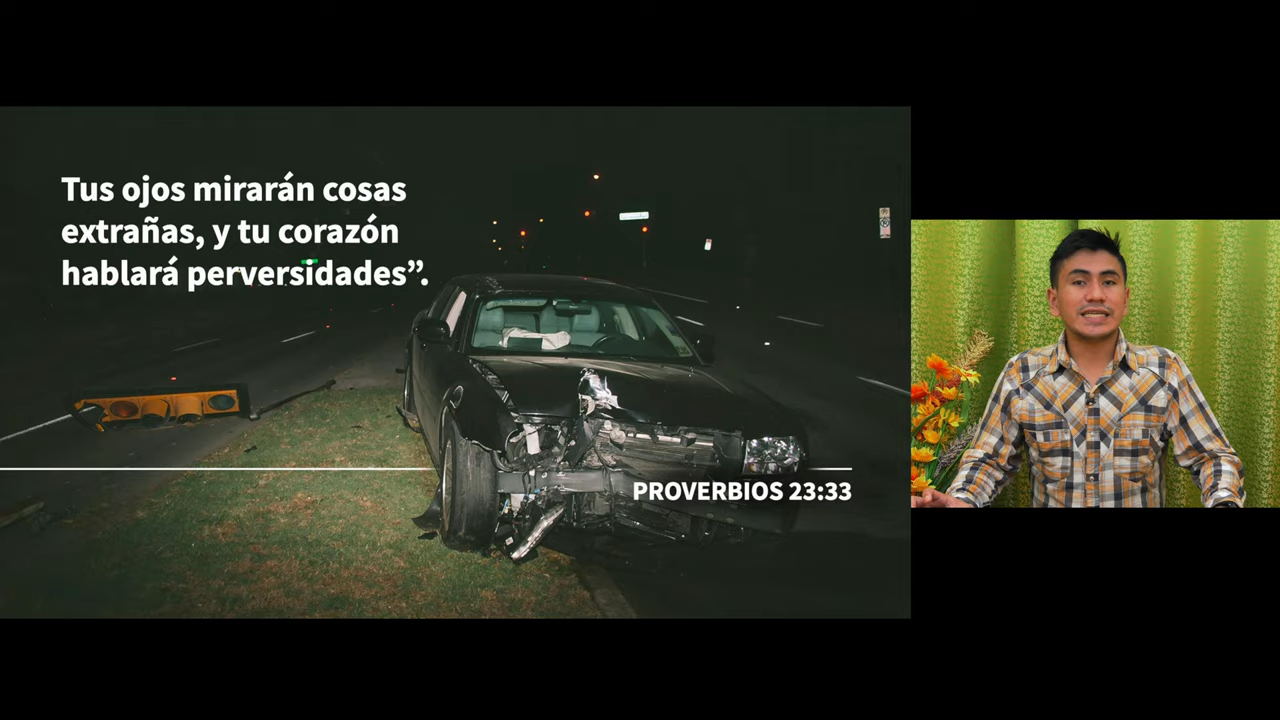 Tus ojos mirarán cosas
extrañas, y tu corazón
hablará perversidades”.
PROVERBIOS 23:33